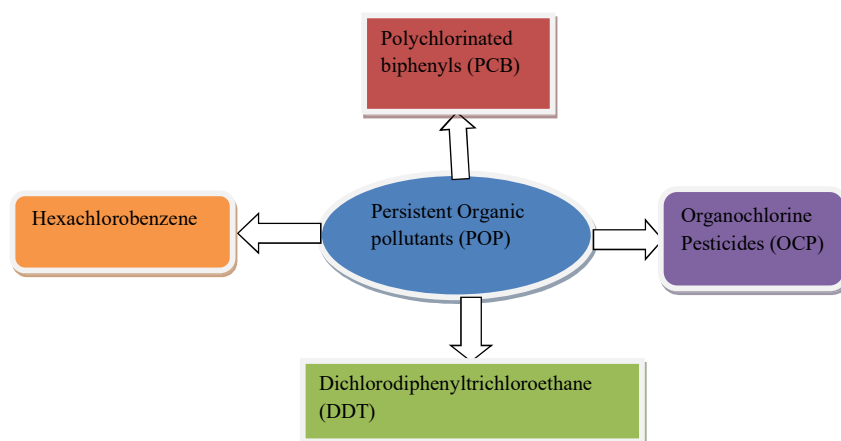 Polychlorinated
biphenyls (PCB)
Hexachlorobenzene
Persistent Organic
pollutants (POP)
Organochlorine
Pesticides (OCP)
Dichlorodiphenyltrichloroethane
(DDT)